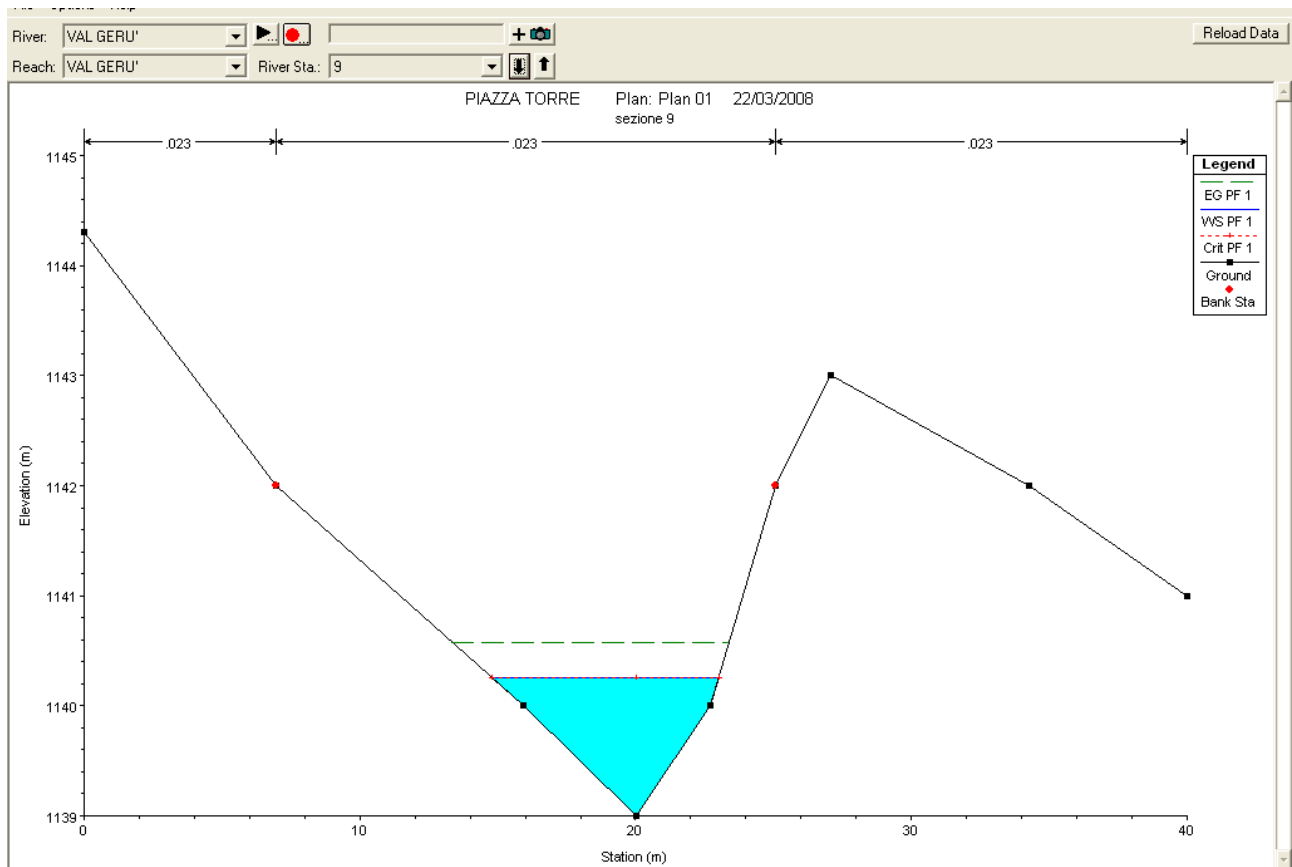 River: VAL GERU' Reload Data
Reach: VAL GERU' River Sta.: 9
PIAZZA TORRE Plan: Plan 01 22/03/2008
sezione 9
.023 .023 .023
Legend
EG PF 1
WS PF 1
Crit PF 1
Ground
Bank Sta
1145
1144
1143
1142
1141
1140
1139
Elevation (m)
0 10 20 30 40
Station (m)